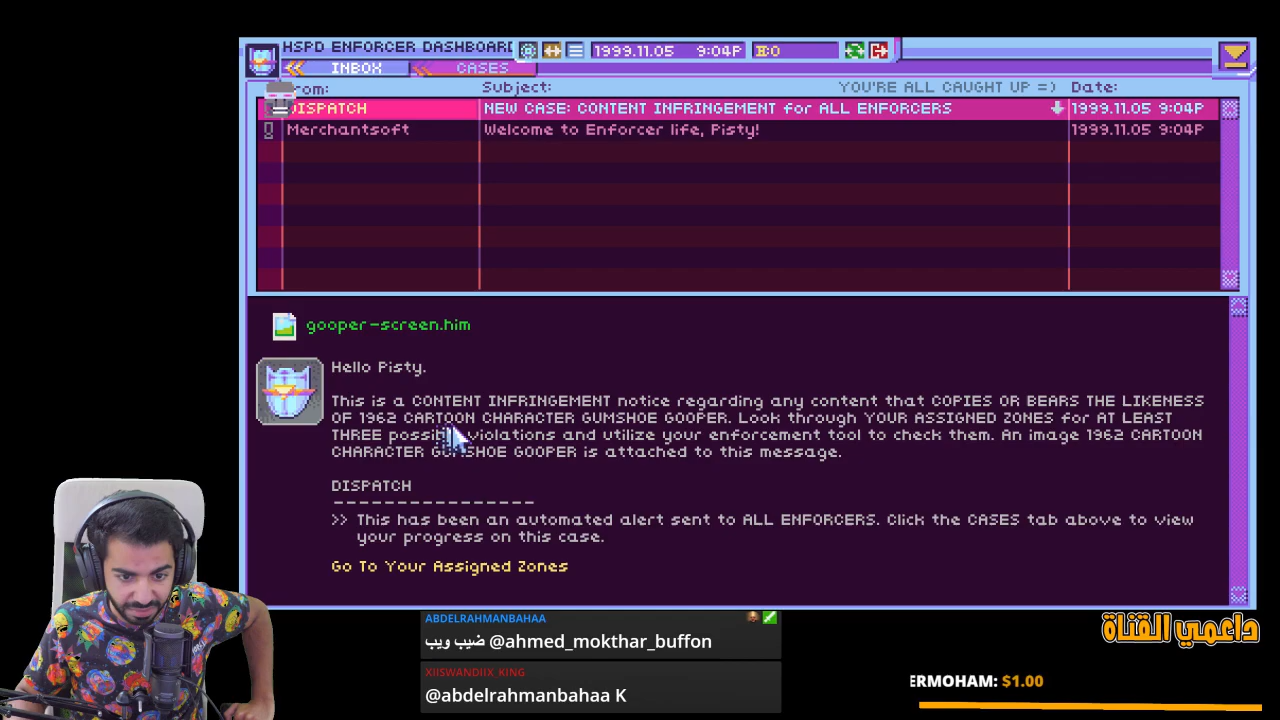 HSPD ENFORCER DASHBOARD
1999.11.05 9:04P
:0
INBOX
CASES
From:
Subject:
YOU'RE ALL CAUGHT UP =)
Date:
DISPATCH
NEW CASE: CONTENT INFRINGEMENT for ALL ENFORCERS
1999.11.05 9:04P
Merchantsoft
Welcome to Enforcer life, Pisty!
1999.11.05 9:04P
gooper-screen.him
Hello Pisty.
This is a CONTENT INFRINGEMENT notice regarding any content that COPIES OR BEARS THE LIKENESS
OF 1962 CARTOON CHARACTER GUMSHOE GOOPER. Look through YOUR ASSIGNED ZONES for AT LEAST
THREE possible violations and utilize your enforcement tool to check them. An image 1962 CARTOON
CHARACTER GUMSHOE GOOPER is attached to this message.
DISPATCH
----------------
>> This has been an automated alert sent to ALL ENFORCERS. Click the CASES tab above to view
your progress on this case.
Go To Your Assigned Zones
ABDELRAHMANBAHAA
ضيب ويب @ahmed_mokthar_buffon
XIISWANDIIX_KING
@abdelrahmanbahaa K
داعمي القناة
ERMOHAM: $1.00